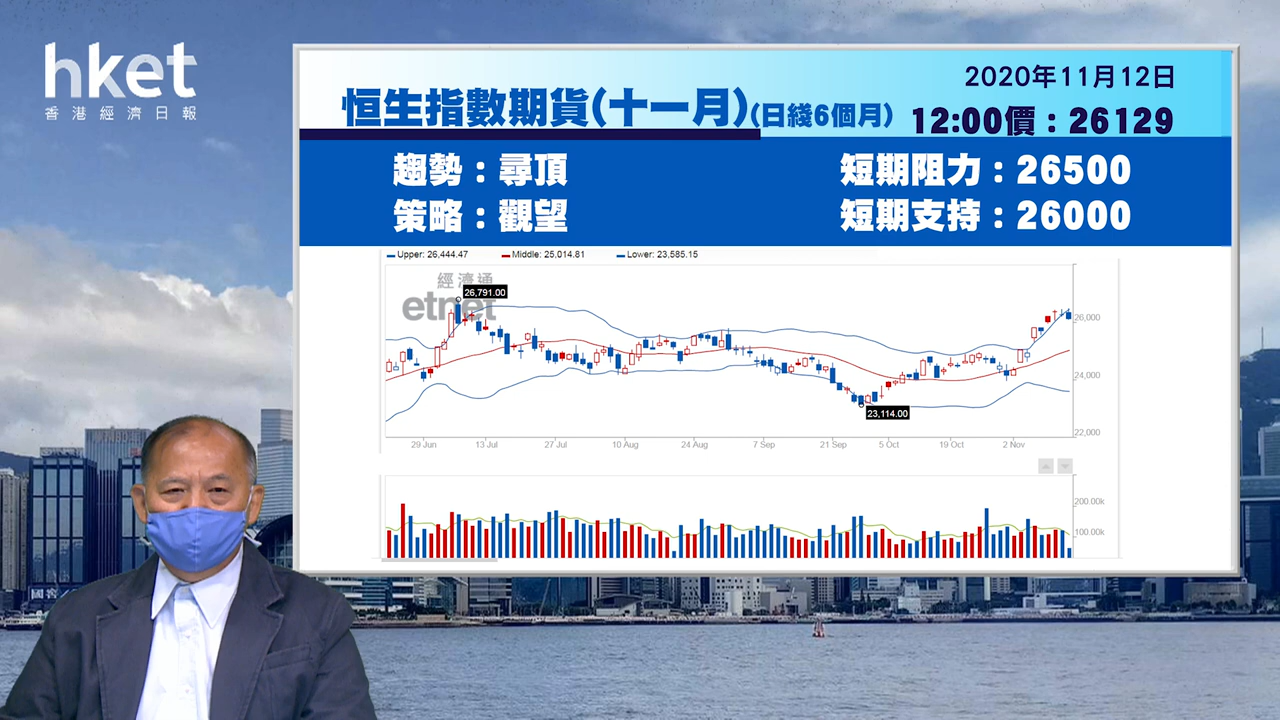 hket
香港經濟日報
2020年11月12日
恒生指數期貨(十一月)(日綫6個月) 12:00價：26129
趨勢：尋頂 短期阻力：26500
策略：觀望 短期支持：26000
Upper: 26,444.47 Middle: 25,014.81 Lower: 23,585.15
經濟通
etnet
26,791.00
26,000
24,000
23,114.00
22,000
29 Jun 13 Jul 27 Jul 10 Aug 24 Aug 7 Sep 21 Sep 5 Oct 19 Oct 2 Nov
200.00k
100.00k